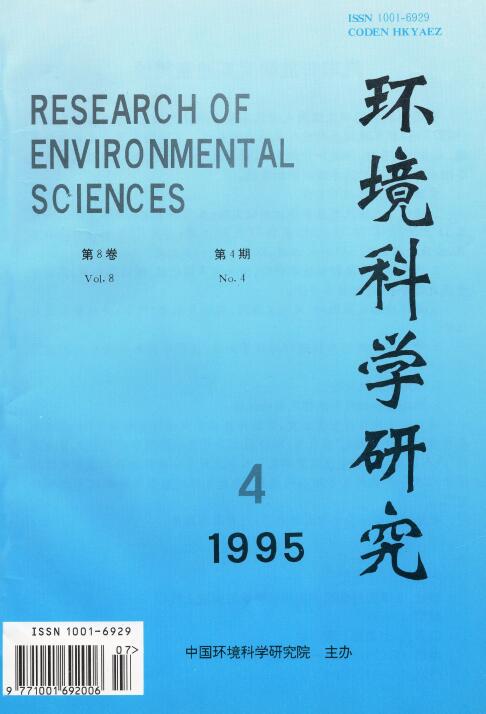 ISSN 1001-6929
CODEN HKYAEZ
RESEARCH OF
ENVIRONMENTAL
SCIENCES
环境科学研究
第8卷
第4期
Vol.8
No.4
4
1995
ISSN 1001-6929
07>
9 771001 692006
中国环境科学研究院 主办